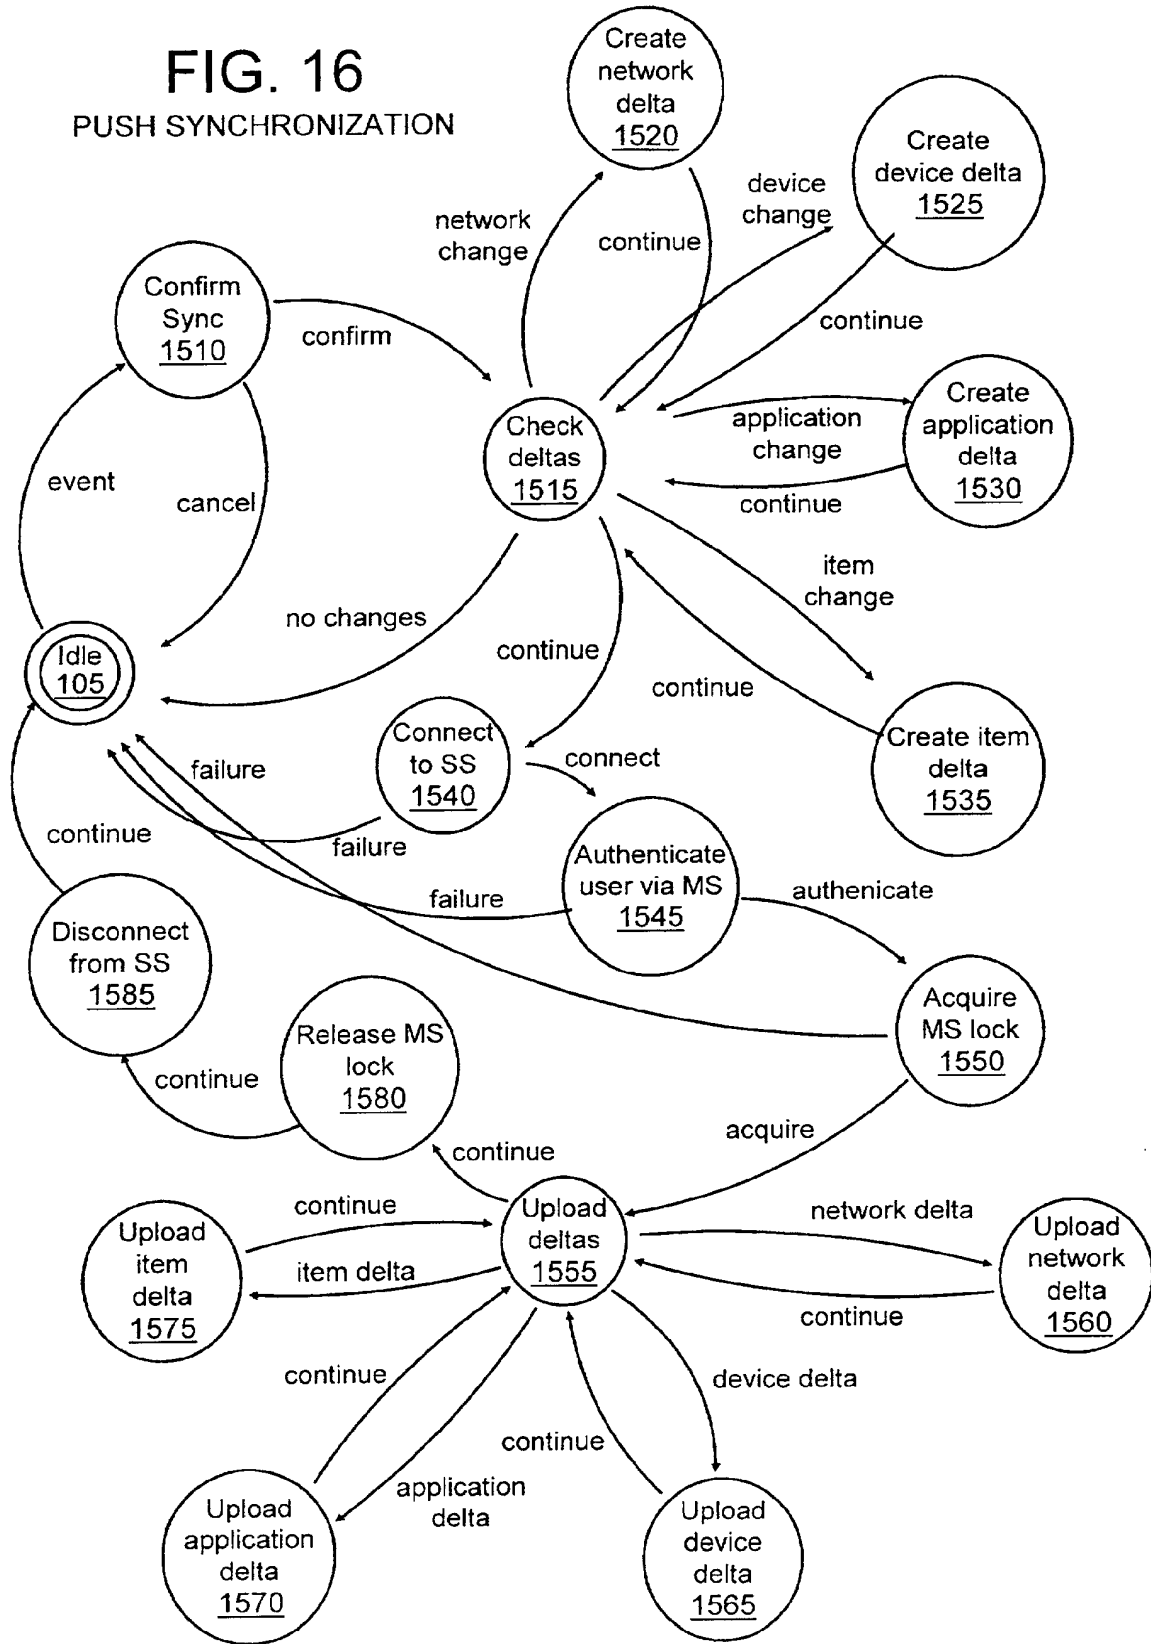 FIG. 16
PUSH SYNCHRONIZATION
Create
network
delta
1520
Create
device delta
1525
device
change
network
change
continue
continue
Confirm
Sync
1510
confirm
Create
application
delta
1530
application
change
continue
Check
deltas
1515
event
cancel
item
change
no changes
continue
continue
Idle
105
Create item
delta
1535
Connect
to SS
1540
connect
failure
failure
continue
Authenticate
user via MS
1545
authenicate
failure
Disconnect
from SS
1585
Acquire
MS lock
1550
Release MS
lock
1580
continue
acquire
continue
Upload
deltas
1555
continue
item delta
Upload
item
delta
1575
network delta
continue
Upload
network
delta
1560
continue
application
delta
continue
device delta
Upload
application
delta
1570
Upload
device
delta
1565